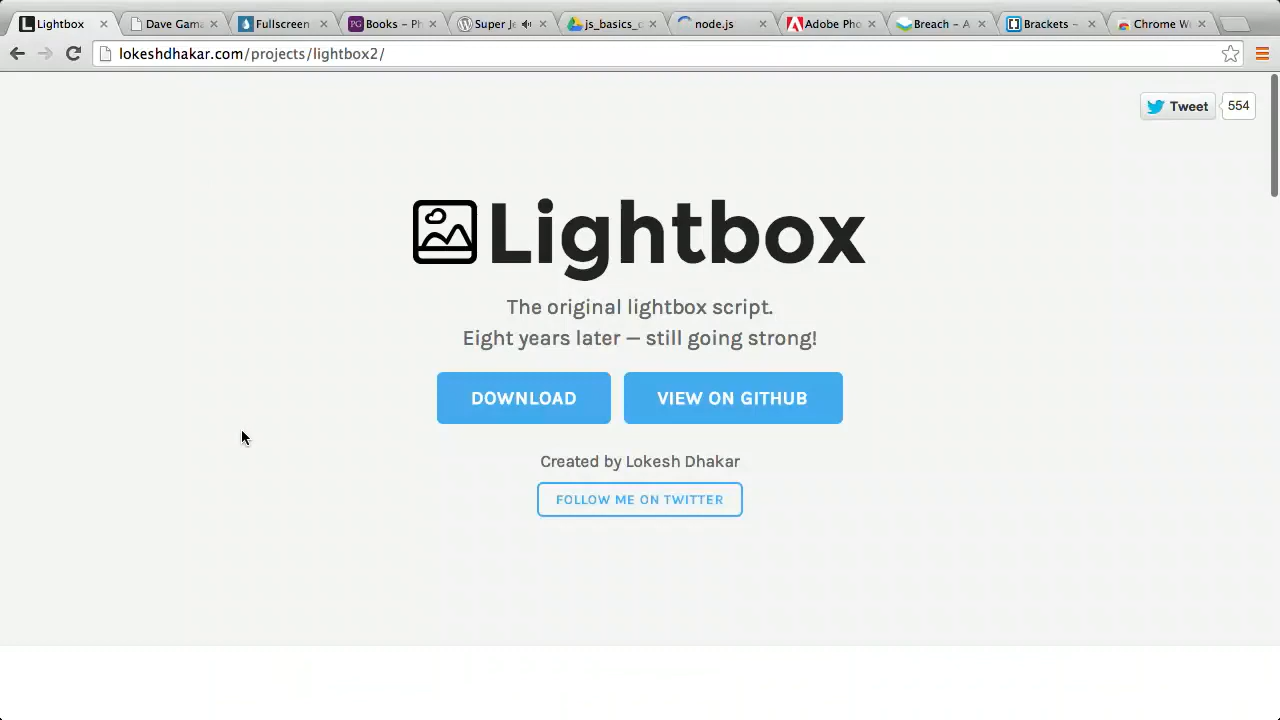 Lightbox
Dave Gam
Fullscreen
Books – Ph
Super J
js_basics_
node.js
Adobe Pho
Breach – A
Brackets –
Chrome W
lokeshdhakar.com/projects/lightbox2/
Tweet
554
Lightbox
The original lightbox script.
Eight years later — still going strong!
DOWNLOAD
VIEW ON GITHUB
Created by Lokesh Dhakar
FOLLOW ME ON TWITTER